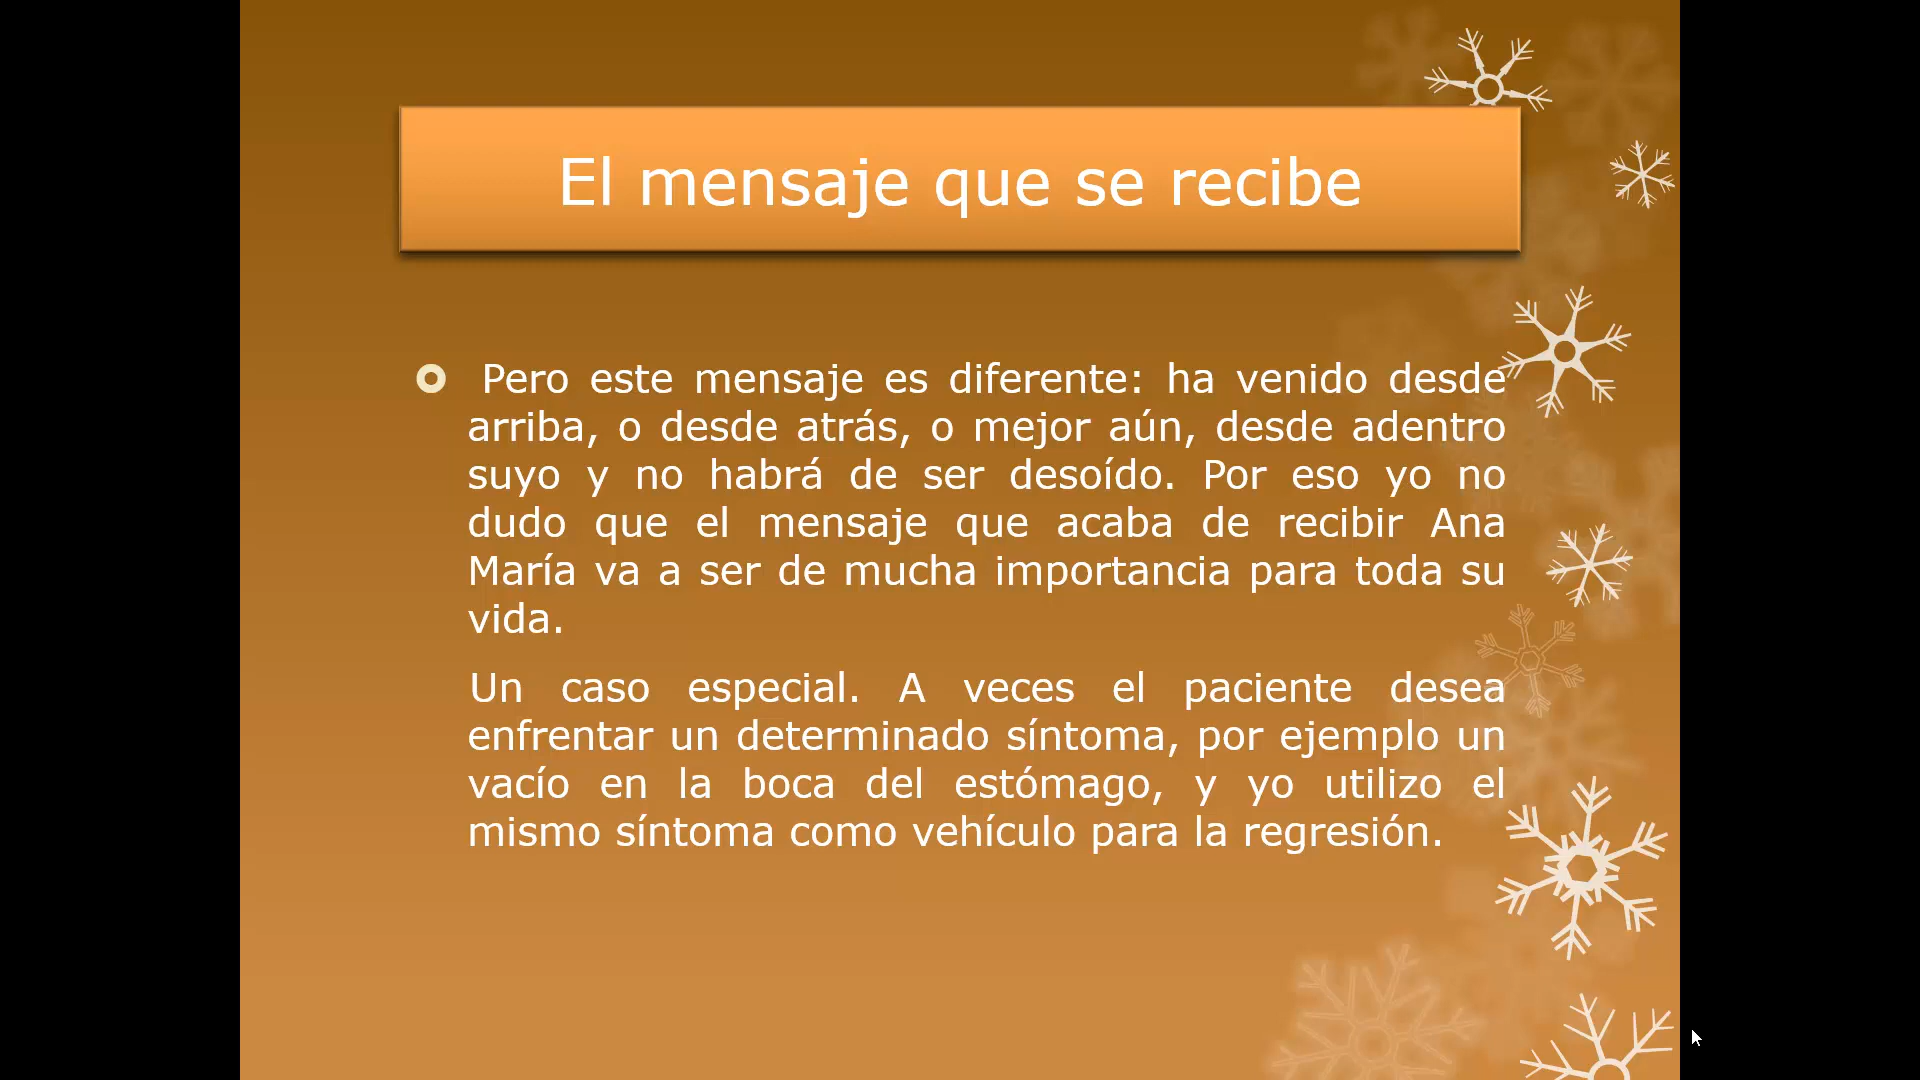 El mensaje que se recibe
Pero este mensaje es diferente: ha venido desde
arriba, o desde atrás, o mejor aún, desde adentro
suyo y no habrá de ser desoído. Por eso yo no
dudo que el mensaje que acaba de recibir Ana
María va a ser de mucha importancia para toda su
vida.
Un caso especial. A veces el paciente desea
enfrentar un determinado síntoma, por ejemplo un
vacío en la boca del estómago, y yo utilizo el
mismo síntoma como vehículo para la regresión.